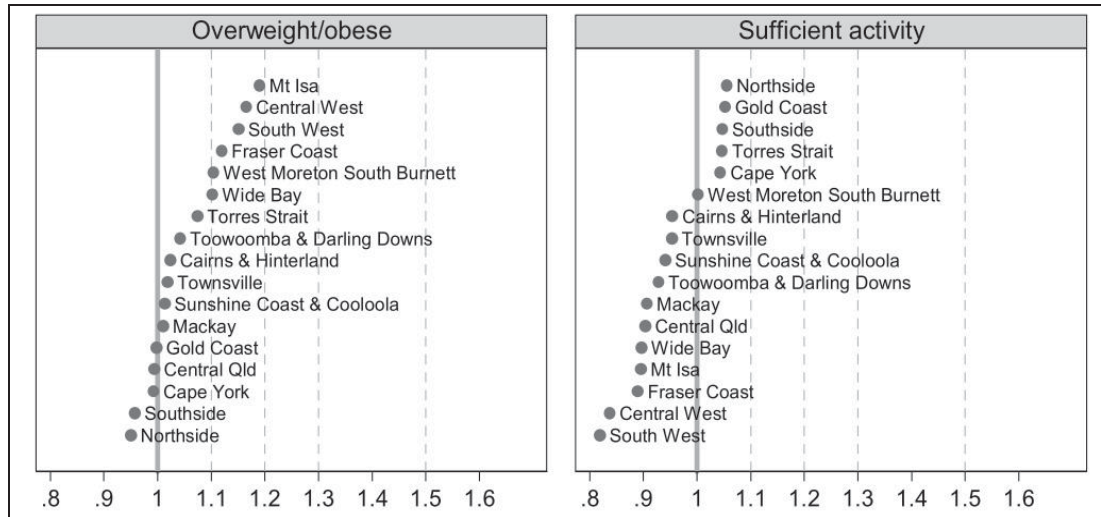 Overweight/obese
Mt Isa
Central West
South West
Fraser Coast
West Moreton South Burnett
Wide Bay
Torres Strait
Toowoomba & Darling Downs
Cairns & Hinterland
Townsville
Sunshine Coast & Cooloola
Mackay
Gold Coast
Central Qld
Cape York
Southside
Northside
.8 .9 1 1.1 1.2 1.3 1.4 1.5 1.6
Sufficient activity
Northside
Gold Coast
Southside
Torres Strait
Cape York
West Moreton South Burnett
Cairns & Hinterland
Townsville
Sunshine Coast & Cooloola
Toowoomba & Darling Downs
Mackay
Central Qld
Wide Bay
Mt Isa
Fraser Coast
Central West
South West
.8 .9 1 1.1 1.2 1.3 1.4 1.5 1.6